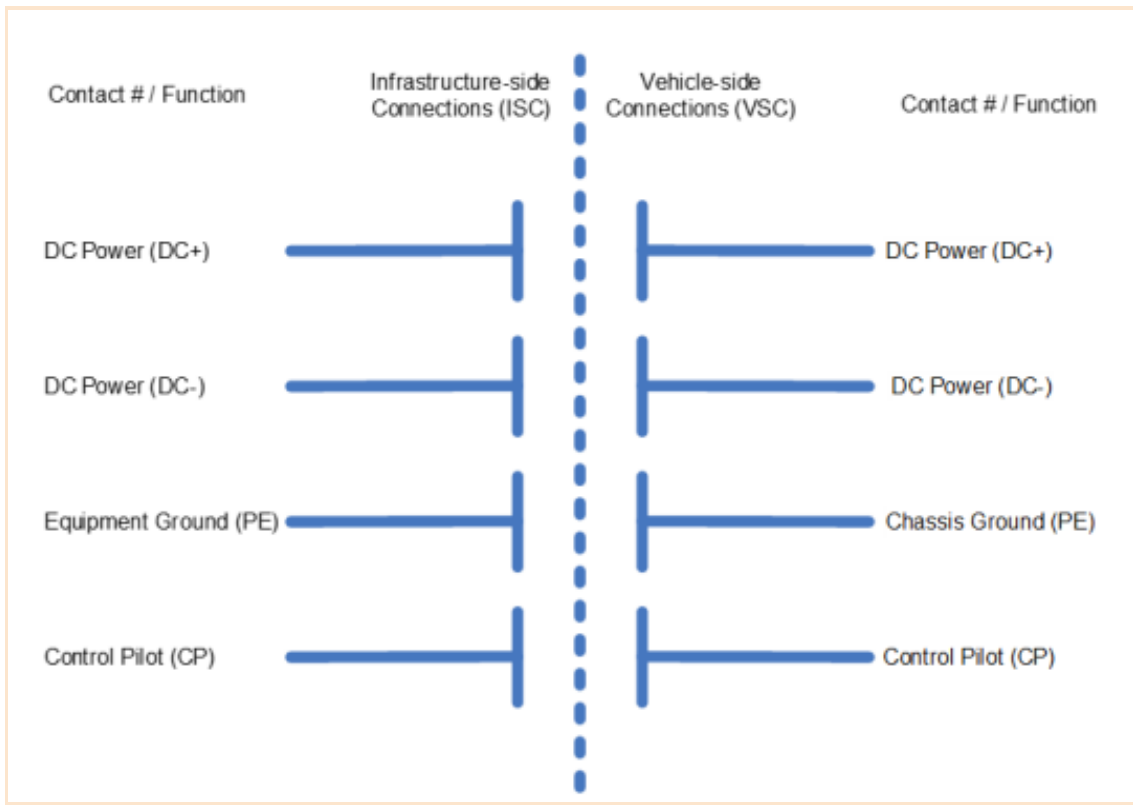 Contact # / Function
Infrastructure-side
Connections (ISC)
Vehicle-side
Connections (VSC)
Contact # / Function
DC Power (DC+)
DC Power (DC+)
DC Power (DC-)
DC Power (DC-)
Equipment Ground (PE)
Chassis Ground (PE)
Control Pilot (CP)
Control Pilot (CP)